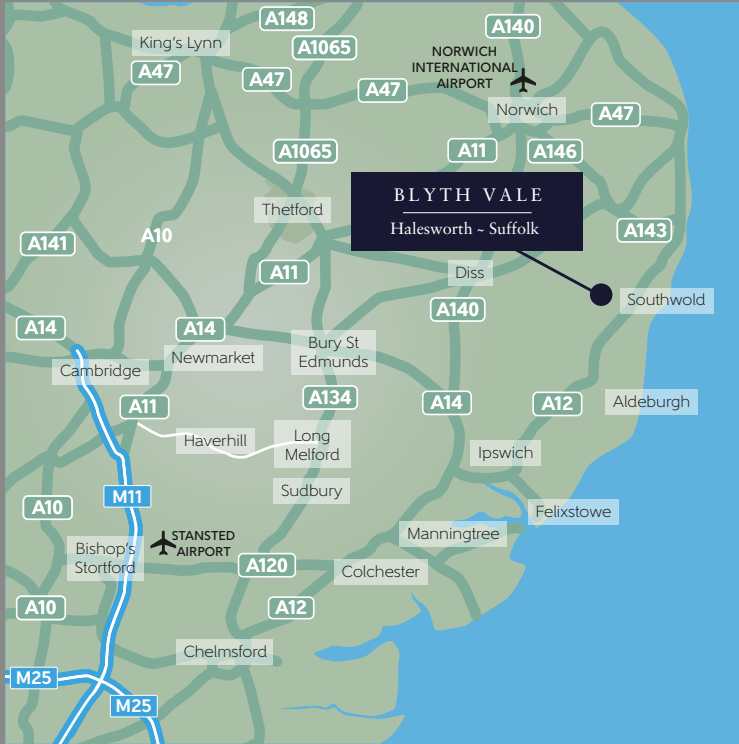 A148
A140
King's Lynn
A1065
NORWICH
INTERNATIONAL
AIRPORT
A47
A47
A47
Norwich
A47
A1065
A11
A146
BLYTH VALE
Halesworth ~ Suffolk
Thetford
A141
A10
A143
A11
Diss
Southwold
A140
A14
A14
Newmarket
Bury St
Edmunds
Cambridge
A11
A134
A14
A12
Aldeburgh
Haverhill
Long
Melford
Ipswich
Sudbury
M11
A10
Felixstowe
STANSTED
AIRPORT
Manningtree
Bishop's
Stortford
A120
Colchester
A10
A12
Chelmsford
M25
M25